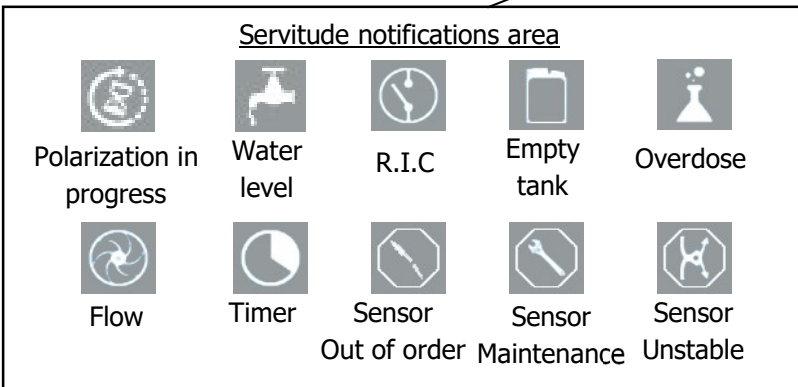 Servitude notifications area
Polarization in
progress
Water
level
R.I.C
Empty
tank
Overdose
Flow
Timer
Sensor
Out of order
Sensor
Maintenance
Sensor
Unstable